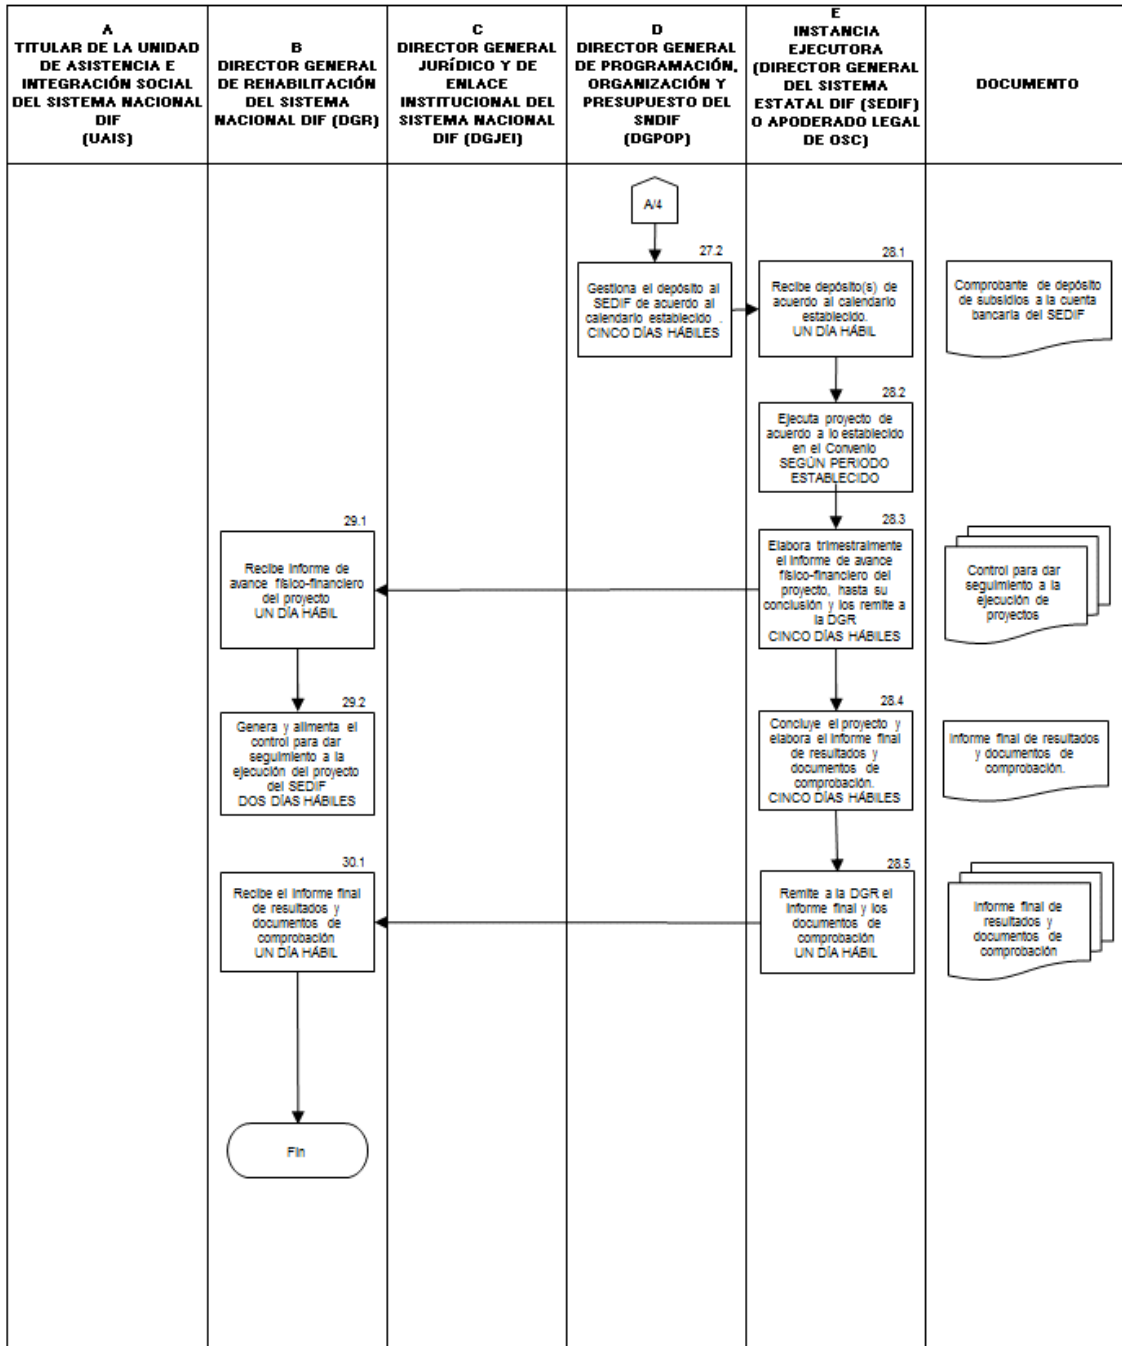 A
TITULAR DE LA UNIDAD
DE ASISTENCIA E
INTEGRACIÓN SOCIAL
DEL SISTEMA NACIONAL
DIF
(UAIS)
B
DIRECTOR GENERAL
DE REHABILITACIÓN
DEL SISTEMA
NACIONAL DIF (DGR)
C
DIRECTOR GENERAL
JURÍDICO Y DE
ENLACE
INSTITUCIONAL DEL
SISTEMA NACIONAL
DIF (DGJEI)
D
DIRECTOR GENERAL
DE PROGRAMACIÓN,
ORGANIZACIÓN Y
PRESUPUESTO DEL
SNDIF
(DGPOP)
E
INSTANCIA
EJECUTORA
(DIRECTOR GENERAL
DEL SISTEMA
ESTATAL DIF (SEDIF)
O APODERADO LEGAL
DE OSC)
DOCUMENTO
A/4
27.2
Gestiona el depósito al
SEDIF de acuerdo al
calendario establecido .
CINCO DÍAS HÁBILES
28.1
Recibe depósito(s) de
acuerdo al calendario
establecido.
UN DÍA HÁBIL
Comprobante de depósito
de subsidios a la cuenta
bancaria del SEDIF
28.2
Ejecuta proyecto de
acuerdo a lo establecido
en el Convenio
SEGÚN PERIODO
ESTABLECIDO
29.1
Recibe informe de
avance físico-financiero
del proyecto
UN DÍA HÁBIL
28.3
Elabora trimestralmente
el informe de avance
físico-financiero del
proyecto, hasta su
conclusión y los remite a
la DGR
CINCO DÍAS HÁBILES
Control para dar
seguimiento a la
ejecución de
proyectos
29.2
Genera y alimenta el
control para dar
seguimiento a la
ejecución del proyecto
del SEDIF
DOS DÍAS HÁBILES
28.4
Concluye el proyecto y
elabora el informe final
de resultados y
documentos de
comprobación.
CINCO DÍAS HÁBILES
Informe final de resultados
y documentos de
comprobación.
30.1
Recibe el informe final
de resultados y
documentos de
comprobación
UN DÍA HÁBIL
28.5
Remite a la DGR el
informe final y los
documentos de
comprobación
UN DÍA HÁBIL
Informe final de
resultados y
documentos de
comprobación
Fin